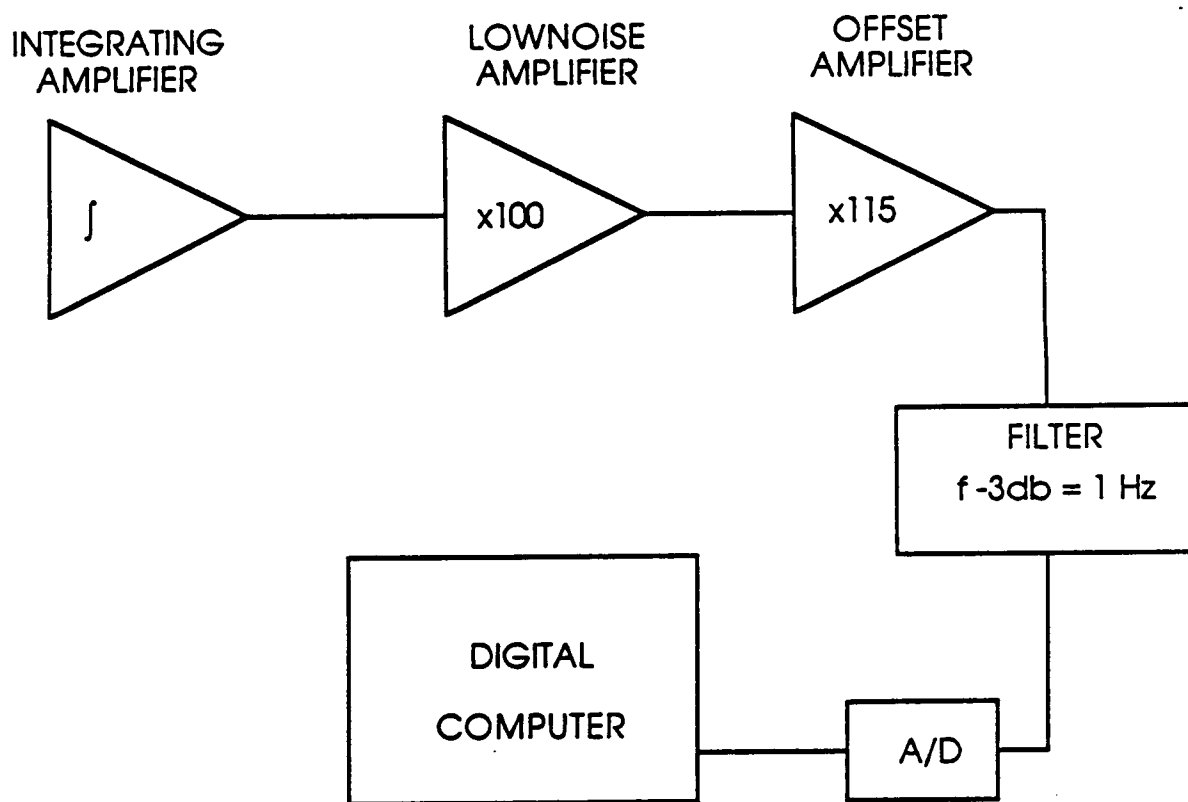 INTEGRATING
AMPLIFIER
LOWNOISE
AMPLIFIER
OFFSET
AMPLIFIER
∫
x100
x115
FILTER
f -3db = 1 Hz
DIGITAL
COMPUTER
A/D